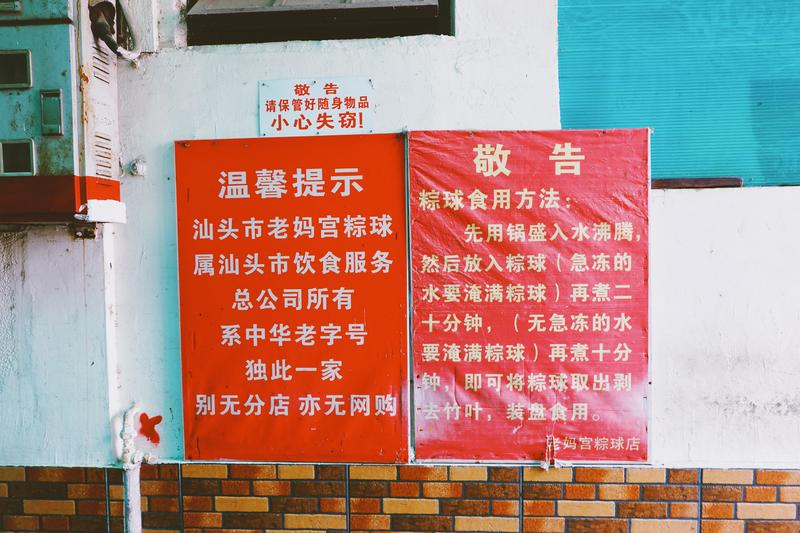 敬 告
请保管好随身物品
小心失窃!
温馨提示
汕头市老妈宫粽球
属汕头市饮食服务
总公司所有
系中华老字号
独此一家
别无分店 亦无网购
敬 告
粽球食用方法:
先用锅盛入水沸腾,
然后放入粽球(急冻的
水要淹满粽球)再煮二
十分钟,(无急冻的水
要淹满粽球)再煮十分
钟,即可将粽球取出剥
去竹叶,装盘食用。
老妈宫粽球店